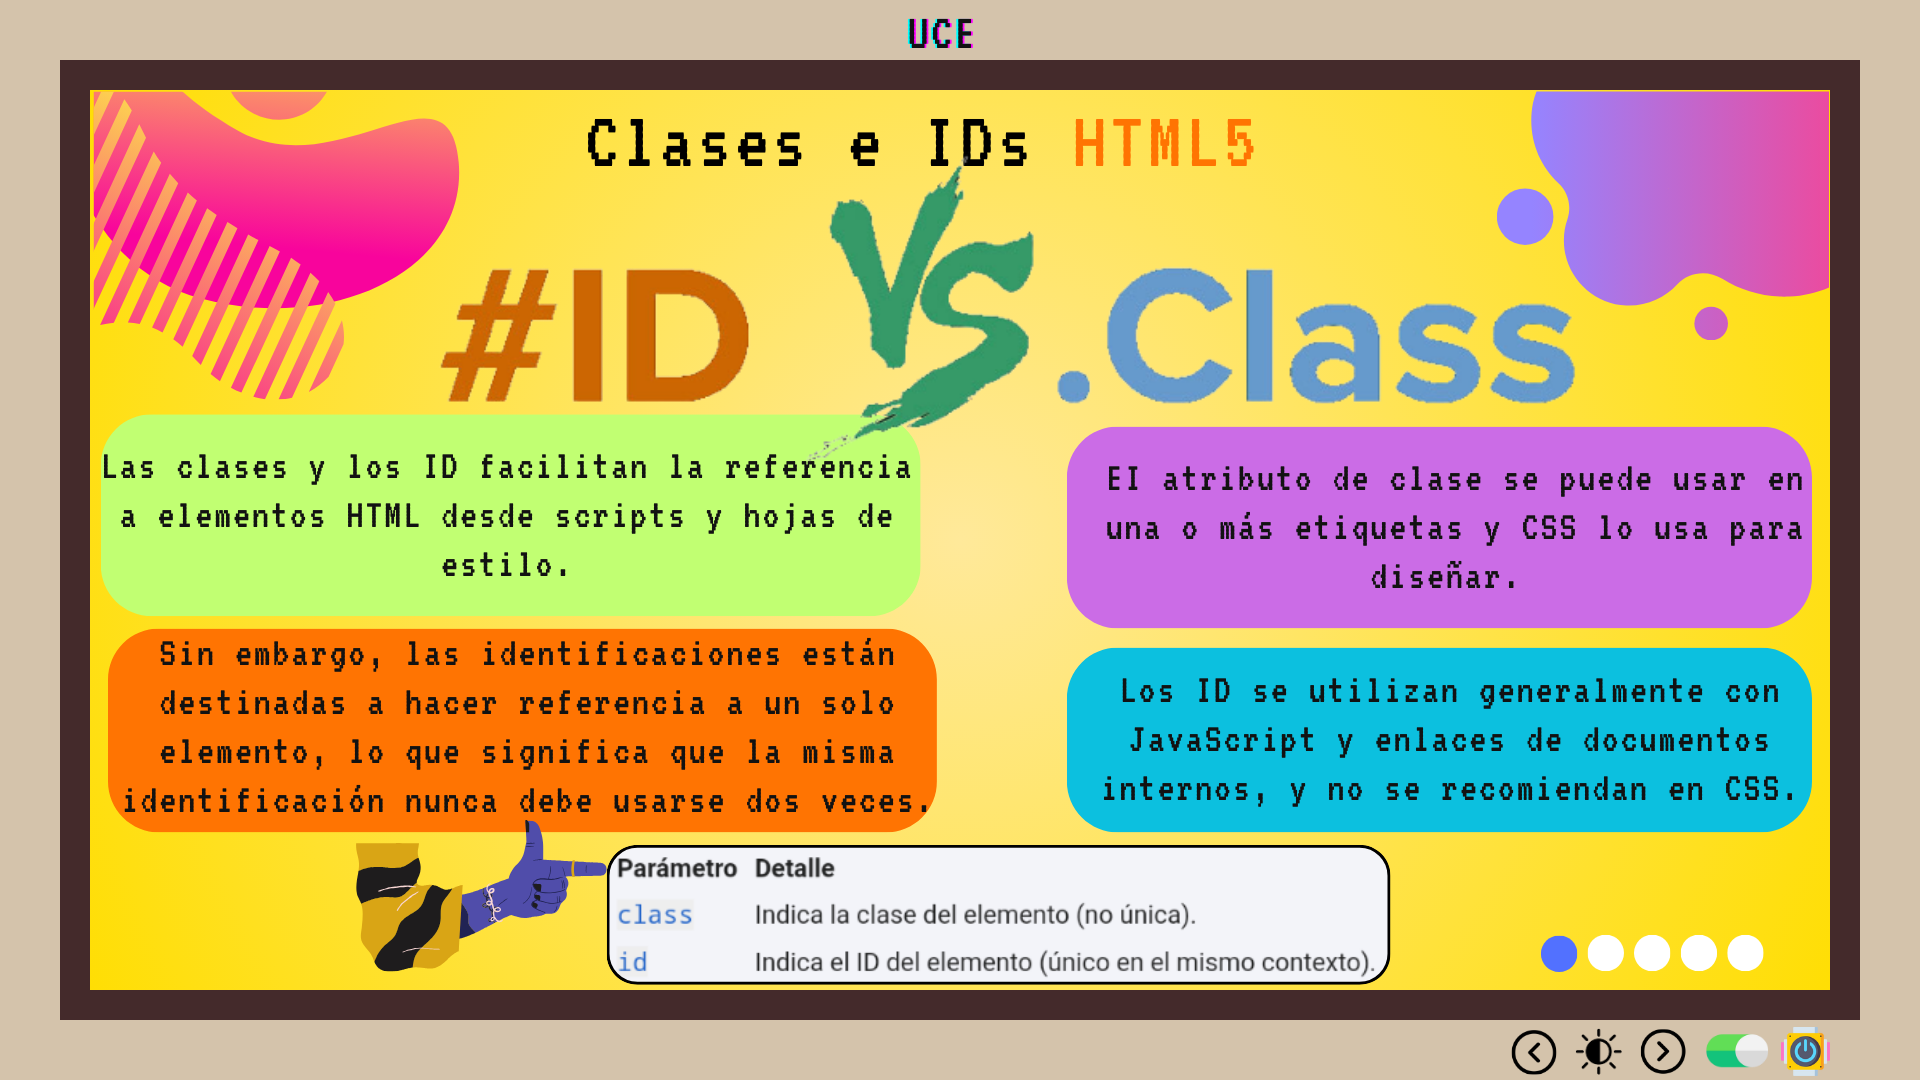 UCE
Clases e IDs HTML5
#ID VS .Class
Las clases y los ID facilitan la referencia
a elementos HTML desde scripts y hojas de
estilo.
El atributo de clase se puede usar en
una o más etiquetas y CSS lo usa para
diseñar.
Sin embargo, las identificaciones están
destinadas a hacer referencia a un solo
elemento, lo que significa que la misma
identificación nunca debe usarse dos veces.
Los ID se utilizan generalmente con
JavaScript y enlaces de documentos
internos, y no se recomiendan en CSS.
Parámetro Detalle
class Indica la clase del elemento (no única).
id Indica el ID del elemento (único en el mismo contexto).